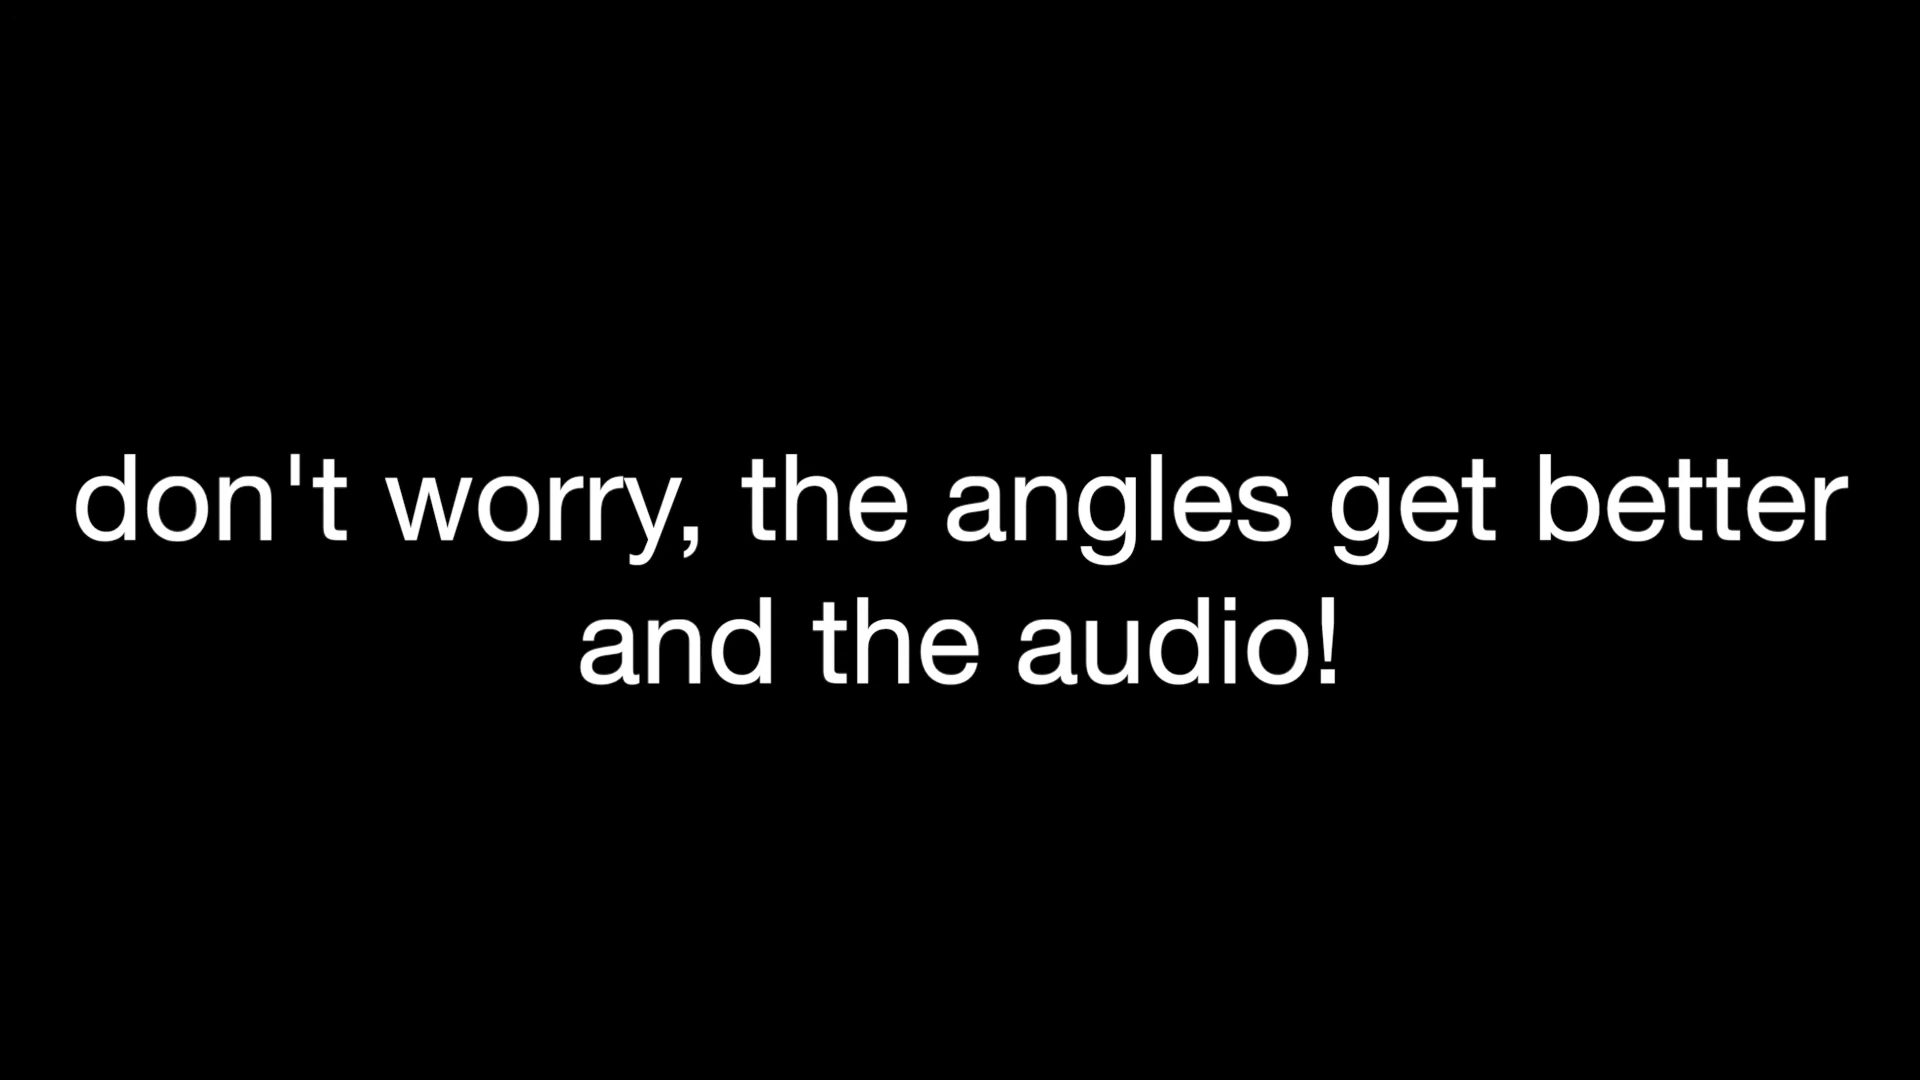 don't worry, the angles get better
and the audio!